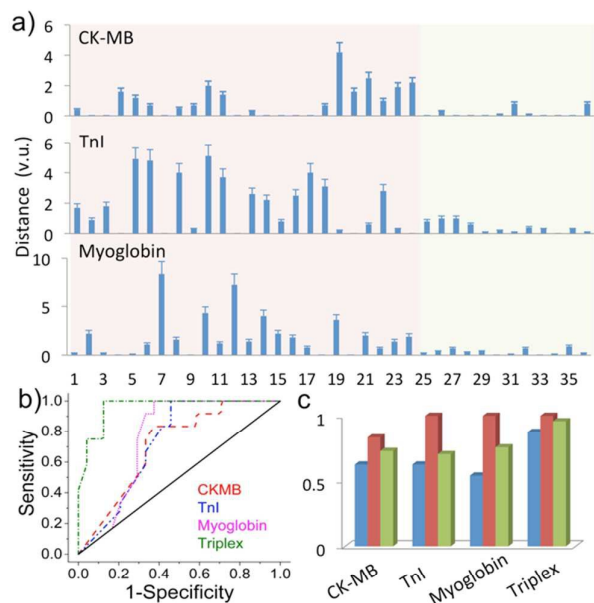 a)
6
CK-MB
4
2
0
6
TnI
4
2
0
10
Myoglobin
5
0
Distance (v.u.)
1 3 5 7 9 11 13 15 17 19 21 23 25 27 29 31 33 35
b)
1.0
0.8
0.6
0.4
0.2
0.0
Sensitivity
CKMB
TnI
Myoglobin
Triplex
0.0 0.2 0.4 0.6 0.8 1.0
1-Specificity
c
1
0.5
0
CK-MB TnI Myoglobin Triplex